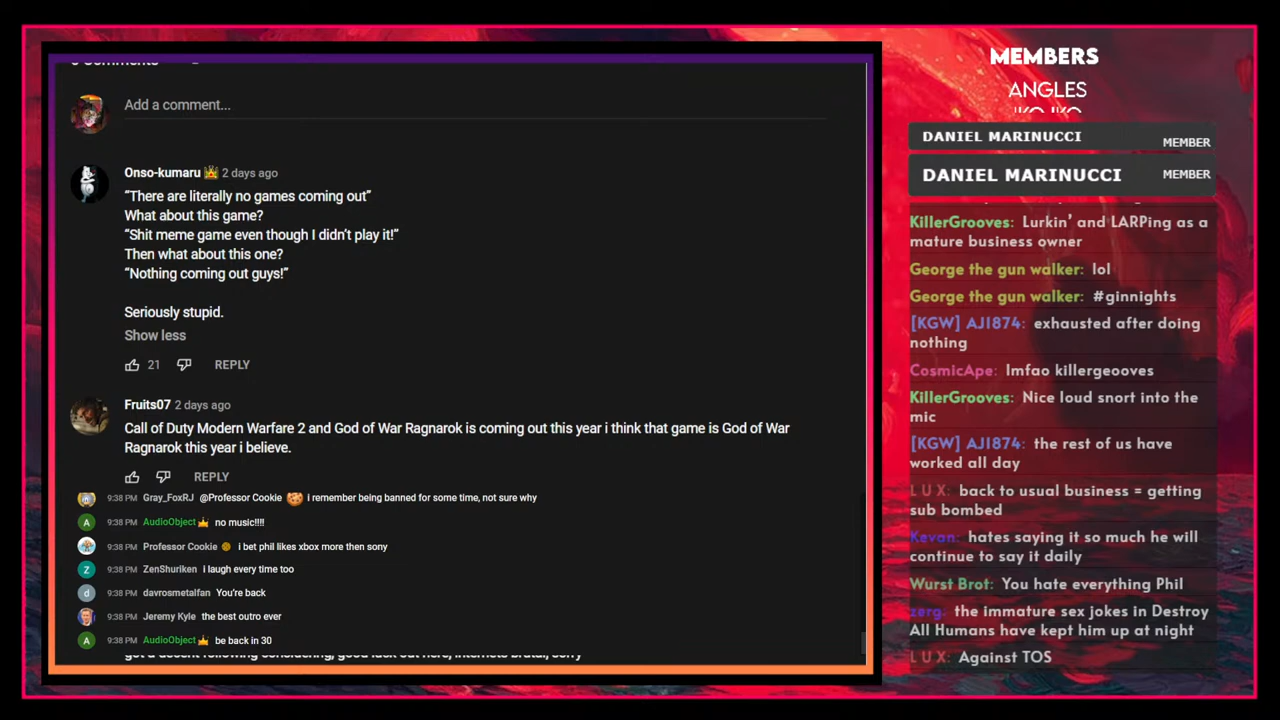 Add a comment...
Onso-kumaru 2 days ago
“There are literally no games coming out”
What about this game?
“Shit meme game even though I didn't play it!”
Then what about this one?
“Nothing coming out guys!”
Seriously stupid.
Show less
21 REPLY
Fruits07 2 days ago
Call of Duty Modern Warfare 2 and God of War Ragnarok is coming out this year i think that game is God of War
Ragnarok this year i believe.
REPLY
9:38 PM Gray_FoxRJ @Professor Cookie i remember being banned for some time, not sure why
9:38 PM AudioObject no music!!!!
9:38 PM Professor Cookie i bet phil likes xbox more then sony
9:38 PM ZenShuriken I laugh every time too
9:38 PM davrosmetalfan You're back
9:38 PM Jeremy Kyle the best outro ever
9:38 PM AudioObject be back in 30
MEMBERS
ANGLES
DANIEL MARINUCCI MEMBER
DANIEL MARINUCCI MEMBER
KillerGrooves: Lurkin' and LARPing as a
mature business owner
George the gun walker: lol
George the gun walker: #ginnights
[KGW] AJ1874: exhausted after doing
nothing
CosmicApe: lmfao killergeooves
KillerGrooves: Nice loud snort into the
mic
[KGW] AJ1874: the rest of us have
worked all day
L U X: back to usual business = getting
sub bombed
Kevan: hates saying it so much he will
continue to say it daily
Wurst Brot: You hate everything Phil
zerg: the immature sex jokes in Destroy
All Humans have kept him up at night
L U X: Against TOS